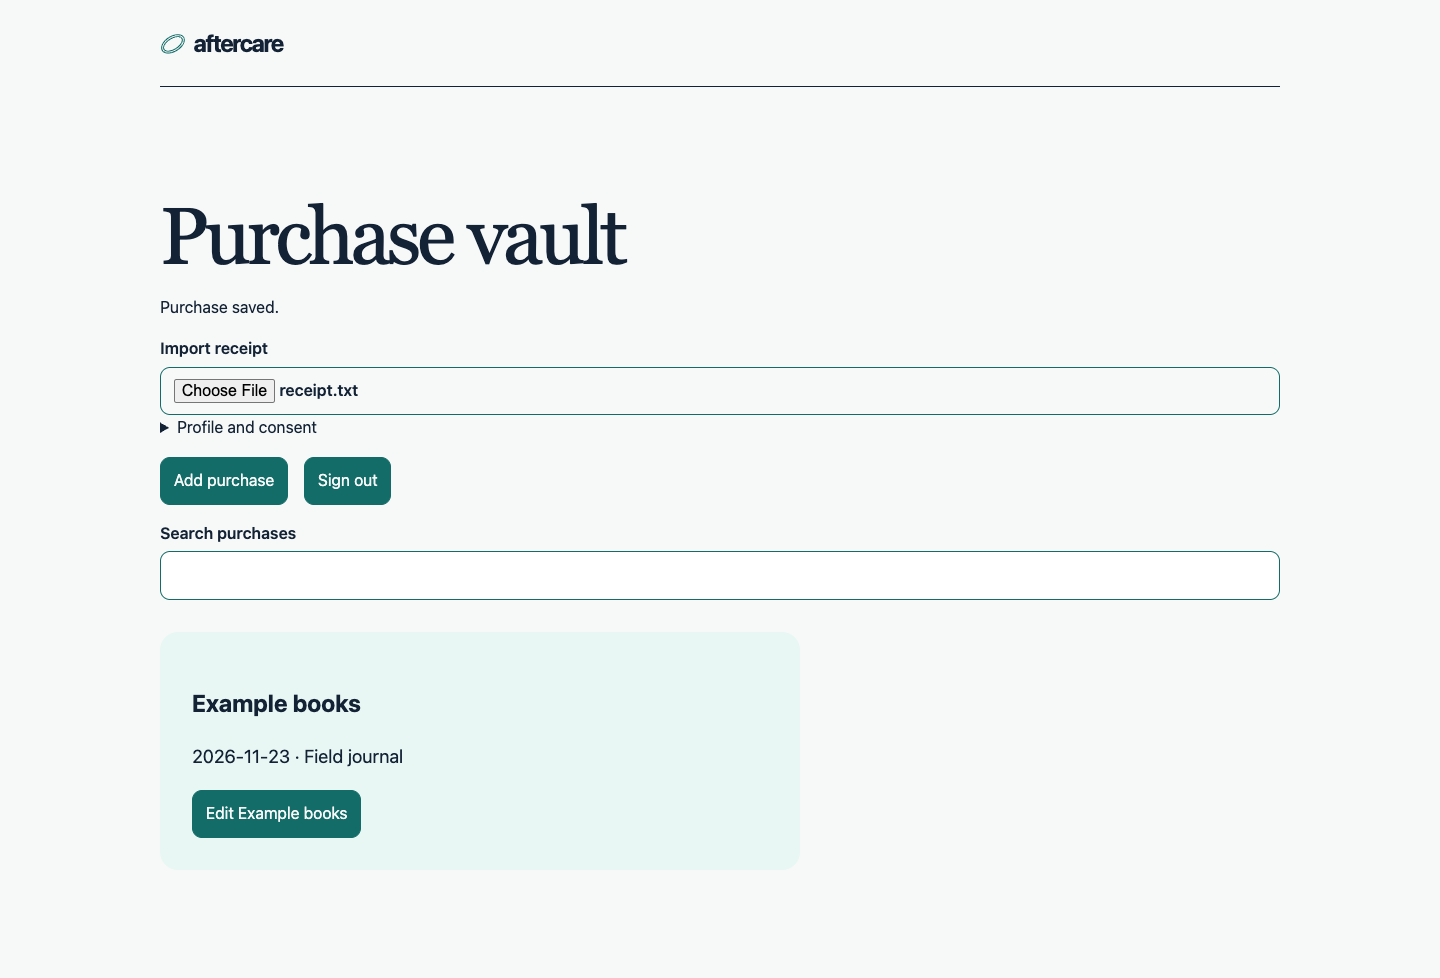 aftercare
Purchase vault
Purchase saved.
Import receipt
Choose File receipt.txt
Profile and consent
Add purchase Sign out
Search purchases
Example books
2026-11-23 · Field journal
Edit Example books